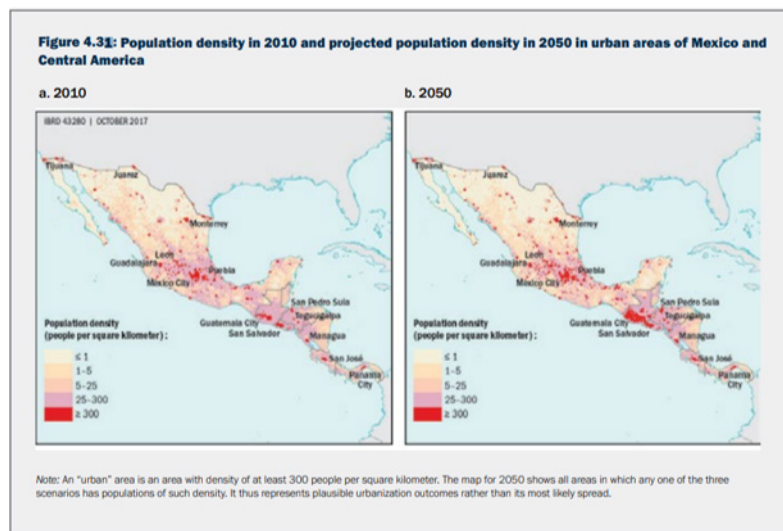 Figure 4.31: Population density in 2010 and projected population density in 2050 in urban areas of Mexico and
Central America
a. 2010
b. 2050
IBRD 43280 | OCTOBER 2017
Tijuana
Juarez
Monterrey
Leon
Guadalajara
Puebla
Mexico City
San Pedro Sula
Tegucigalpa
Guatemala City
San Salvador
Managua
San José
Panama
City
Population density
(people per square kilometer) :
≤ 1
1–5
5–25
25–300
≥ 300
Tijuana
Juarez
Monterrey
Leon
Guadalajara
Puebla
Mexico City
San Pedro Sula
Tegucigalpa
Guatemala City
San Salvador
Managua
San José
Panama
City
Population density
(people per square kilometer) :
≤ 1
1–5
5–25
25–300
≥ 300
Note: An “urban” area is an area with density of at least 300 people per square kilometer. The map for 2050 shows all areas in which any one of the three
scenarios has populations of such density. It thus represents plausible urbanization outcomes rather than its most likely spread.